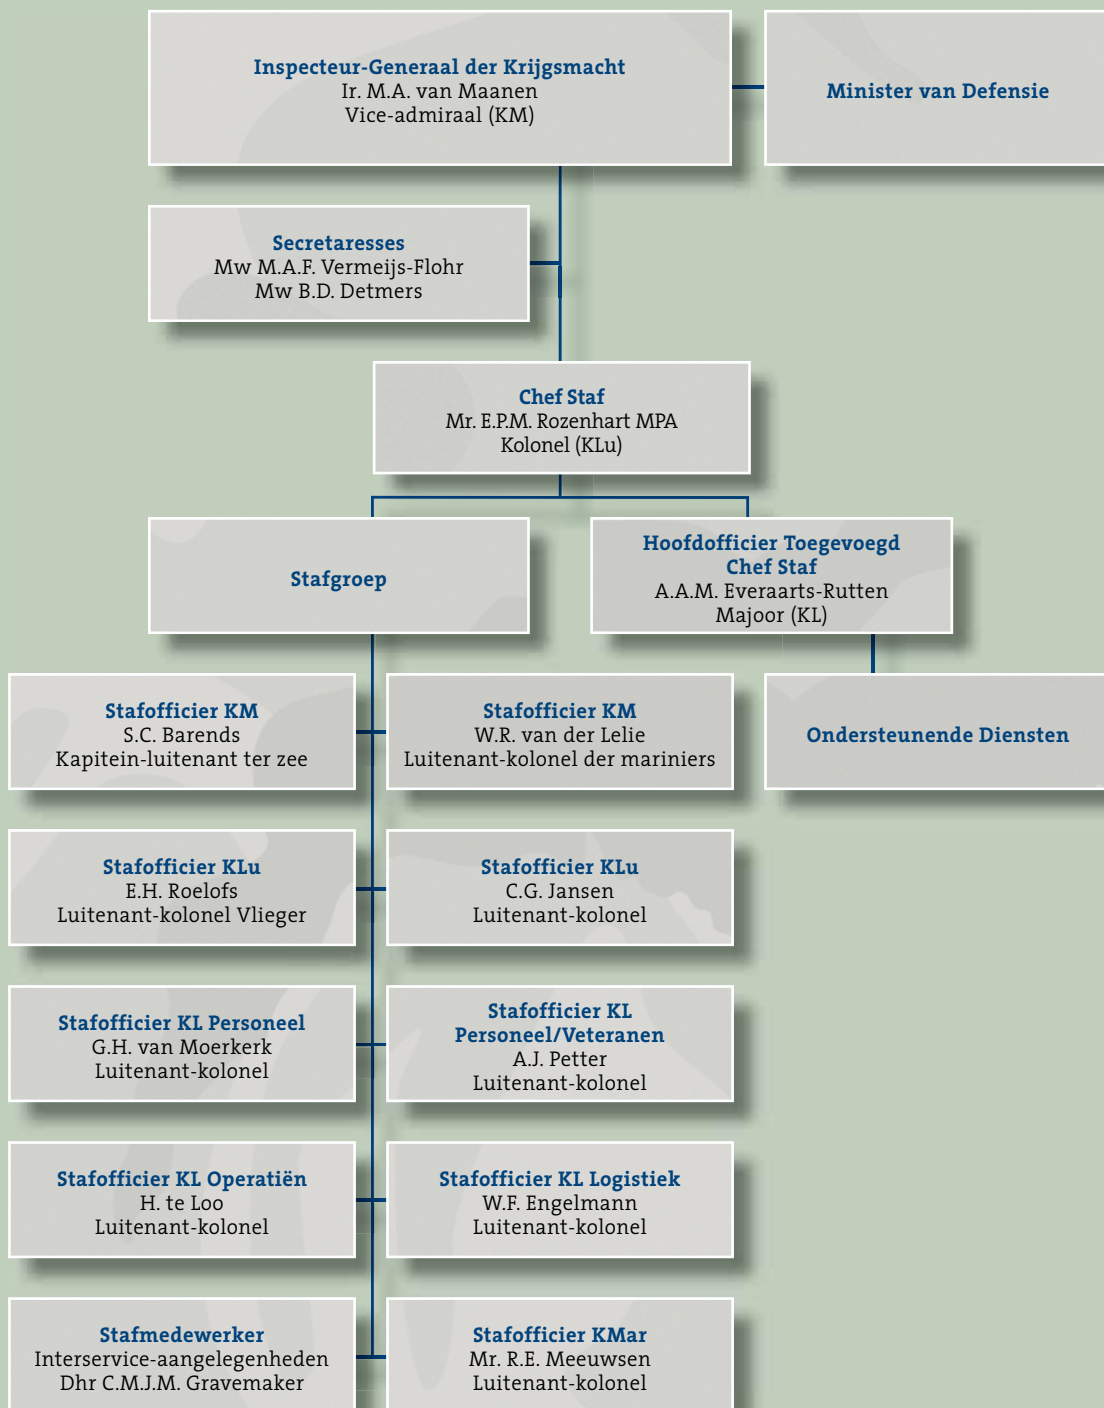 Inspecteur-Generaal der Krijgsmacht
Ir. M.A. van Maanen
Vice-admiraal (KM)
Minister van Defensie
Secretaresses
Mw M.A.F. Vermeijs-Flohr
Mw B.D. Detmers
Chef Staf
Mr. E.P.M. Rozenhart MPA
Kolonel (KLu)
Stafgroep
Hoofdofficier Toegevoegd
Chef Staf
A.A.M. Everaarts-Rutten
Majoor (KL)
Stafofficier KM
S.C. Barends
Kapitein-luitenant ter zee
Stafofficier KM
W.R. van der Lelie
Luitenant-kolonel der mariniers
Ondersteunende Diensten
Stafofficier KLu
E.H. Roelofs
Luitenant-kolonel Vlieger
Stafofficier KLu
C.G. Jansen
Luitenant-kolonel
Stafofficier KL Personeel
G.H. van Moerkerk
Luitenant-kolonel
Stafofficier KL
Personeel/Veteranen
A.J. Petter
Luitenant-kolonel
Stafofficier KL Operatiën
H. te Loo
Luitenant-kolonel
Stafofficier KL Logistiek
W.F. Engelmann
Luitenant-kolonel
Stafmedewerker
Interservice-aangelegenheden
Dhr C.M.J.M. Gravemaker
Stafofficier KMar
Mr. R.E. Meeuwsen
Luitenant-kolonel